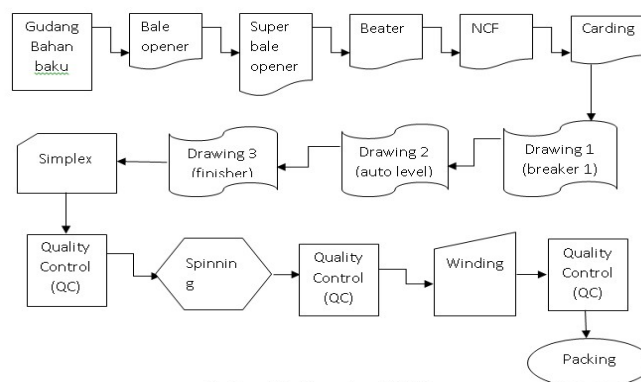 Gudang
Bahan
baku
Bale
opener
Super
bale
opener
Beater
NCF
Carding
Drawing 1
(breaker 1)
Drawing 2
(auto level)
Drawing 3
(finisher)
Simplex
Quality
Control
(QC)
Spinnin
g
Quality
Control
(QC)
Winding
Quality
Control
(QC)
Packing